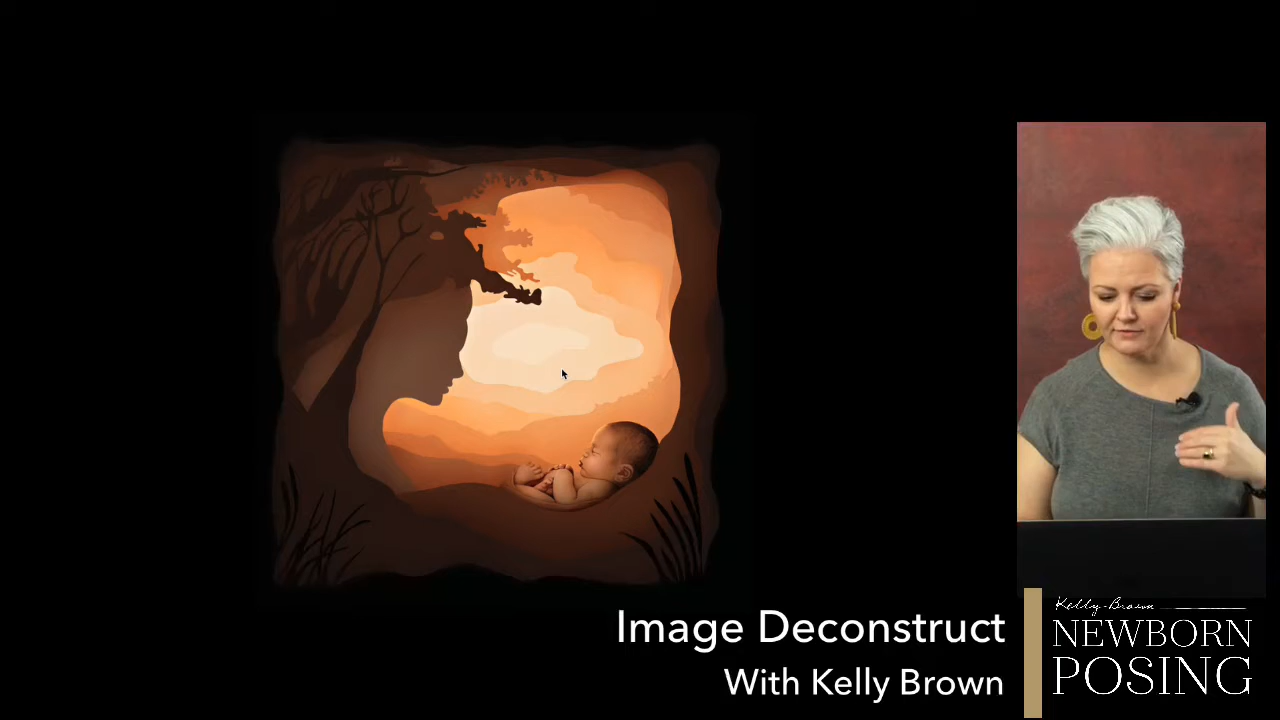 Image Deconstruct
With Kelly Brown
Kelly Brown
NEWBORN
POSING